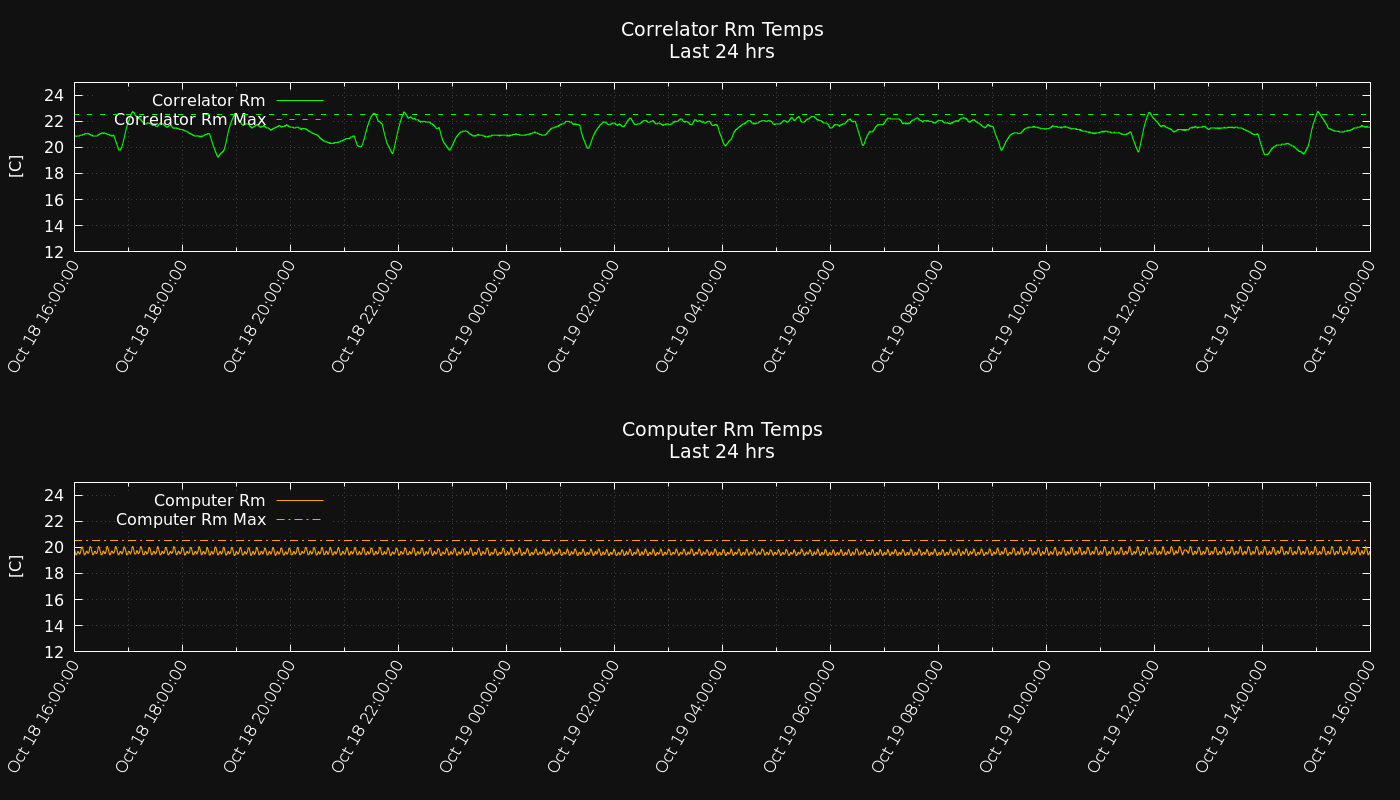 Correlator Rm Temps
Last 24 hrs
Correlator Rm
Correlator Rm Max
[C]
24
22
20
18
16
14
12
Oct 18 16:00:00
Oct 18 18:00:00
Oct 18 20:00:00
Oct 18 22:00:00
Oct 19 00:00:00
Oct 19 02:00:00
Oct 19 04:00:00
Oct 19 06:00:00
Oct 19 08:00:00
Oct 19 10:00:00
Oct 19 12:00:00
Oct 19 14:00:00
Oct 19 16:00:00
Computer Rm Temps
Last 24 hrs
Computer Rm
Computer Rm Max
[C]
24
22
20
18
16
14
12
Oct 18 16:00:00
Oct 18 18:00:00
Oct 18 20:00:00
Oct 18 22:00:00
Oct 19 00:00:00
Oct 19 02:00:00
Oct 19 04:00:00
Oct 19 06:00:00
Oct 19 08:00:00
Oct 19 10:00:00
Oct 19 12:00:00
Oct 19 14:00:00
Oct 19 16:00:00